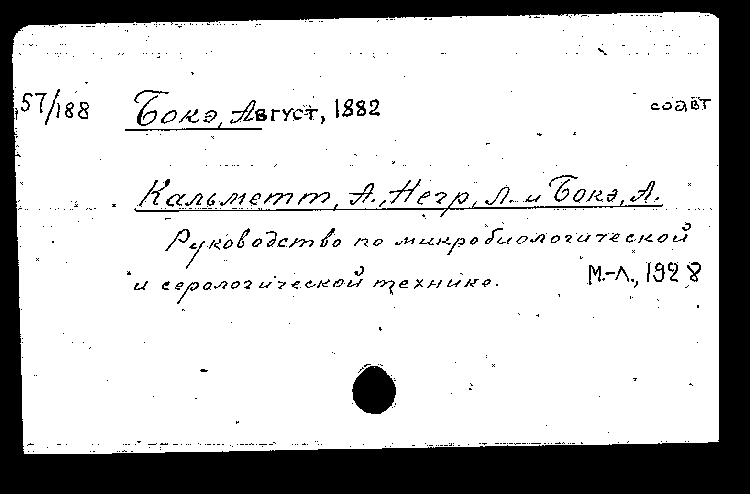 57/188 Бокэ, Август, 1882 соавт
Кальметт, А., Негр, Л. и Бокэ, А.
Руководство по микробиологической
и серологической технике. М.-Л., 1928